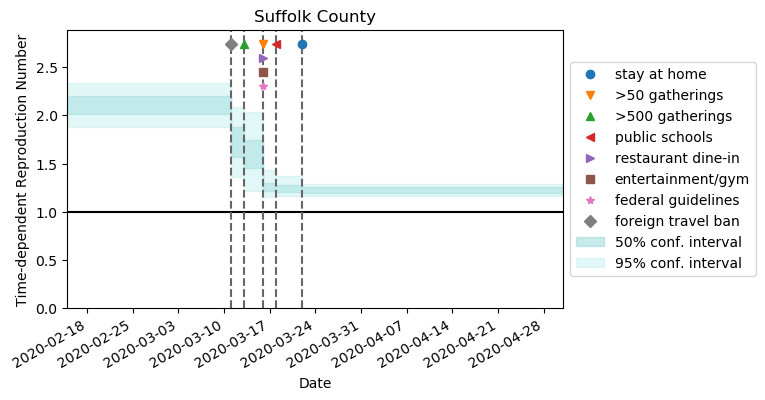 Suffolk County
Time-dependent Reproduction Number
2.5
2.0
1.5
1.0
0.5
0.0
2020-02-18
2020-02-25
2020-03-03
2020-03-10
2020-03-17
2020-03-24
2020-03-31
2020-04-07
2020-04-14
2020-04-21
2020-04-28
Date
stay at home
>50 gatherings
>500 gatherings
public schools
restaurant dine-in
entertainment/gym
federal guidelines
foreign travel ban
50% conf. interval
95% conf. interval